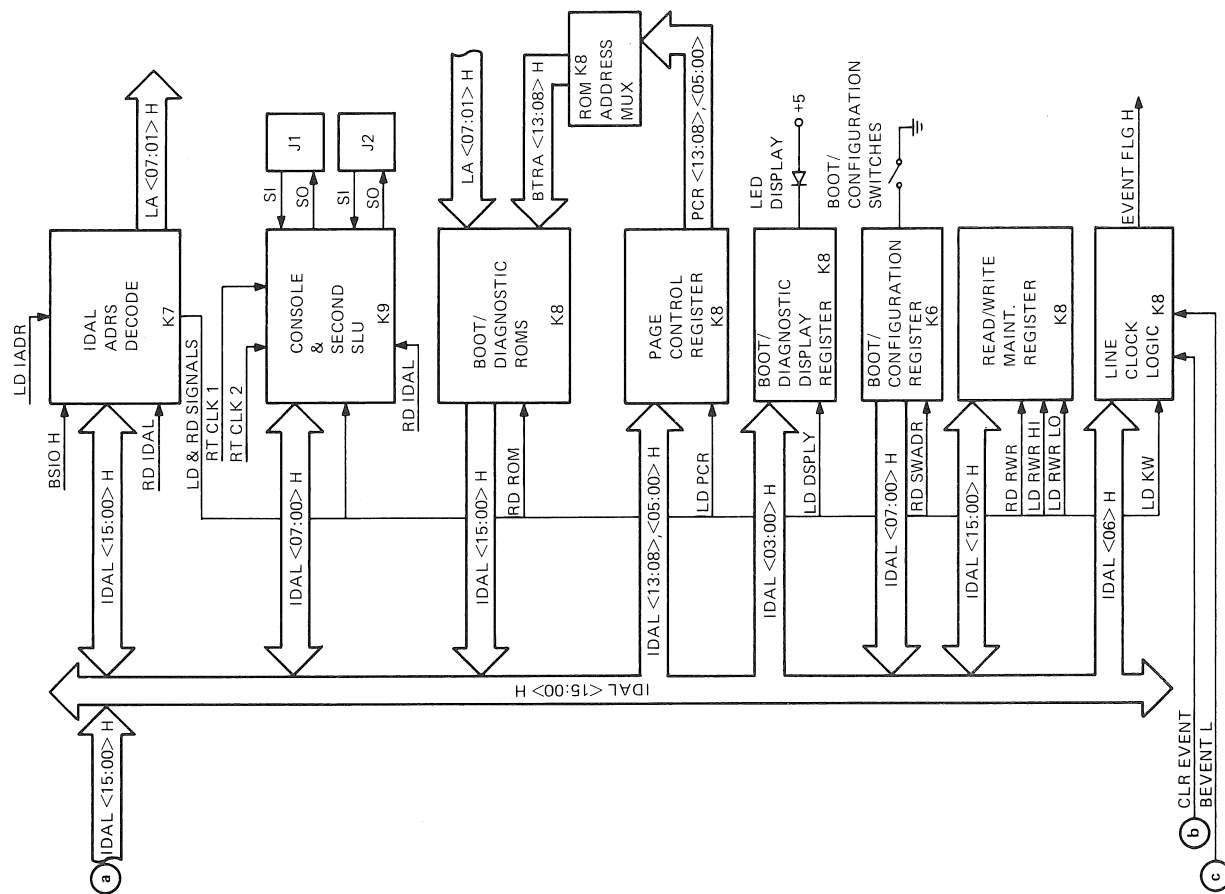 LD IADR
BSIO H
IDAL <15:00> H
RD IDAL
IDAL
ADRS
DECODE
K7
LA <07:01> H
LD & RD SIGNALS
RT CLK 1
RT CLK 2
IDAL <07:00> H
CONSOLE
&
SECOND
SLU
K9
RD IDAL
SI
SO
J1
SI
SO
J2
LA <07:01> H
IDAL <15:00> H
BOOT/
DIAGNOSTIC
ROMS
K8
RD ROM
BTRA <13:08> H
ROM K8
ADDRESS
MUX
PCR <13:08>,<05:00>
IDAL <13:08>,<05:00> H
PAGE
CONTROL
REGISTER
K8
LD PCR
IDAL <03:00> H
BOOT/
DIAGNOSTIC
DISPLAY
REGISTER K8
LD DSPLY
LED
DISPLAY
+5
IDAL <07:00> H
BOOT/
CONFIGURATION
REGISTER
K6
RD SWADR
BOOT/
CONFIGURATION
SWITCHES
IDAL <15:00> H
READ/WRITE
MAINT.
REGISTER
K8
RD RWR
LD RWR HI
LD RWR LO
IDAL <06> H
LINE
CLOCK
LOGIC
K8
LD KW
EVENT FLG H
IDAL <15:00> H
a
IDAL <15:00> H
b
CLR EVENT
BEVENT L
c